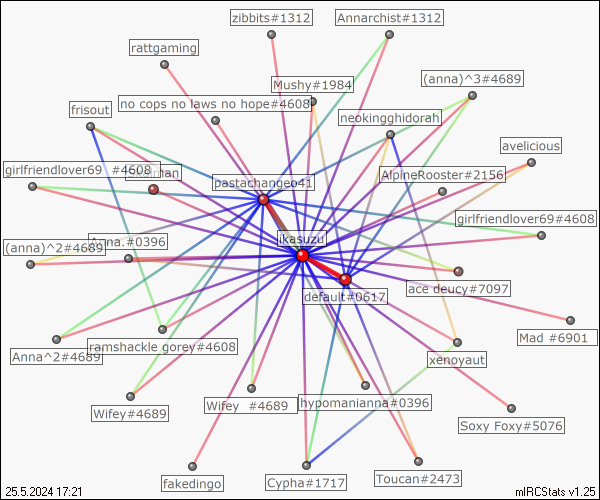 zibbits#1312
Annarchist#1312
rattgaming
Mushy#1984
(anna)^3#4689
no cops no laws no hope#4608
frisout
neokingghidorah
avelicious
girlfriendlover69 #4608
AlpineRooster#2156
pastachangeo41
girlfriendlover69#4608
(anna)^2#4689
Anna.#0396
ikasuzu
default#0617
ace deucy#7097
Mad #6901
ramshackle gorey#4608
Anna^2#4689
xenoyaut
Wifey#4689
Wifey #4689
hypomanianna#0396
Soxy Foxy#5076
fakedingo
Cypha#1717
Toucan#2473
25.5.2024 17:21
mIRCStats v1.25